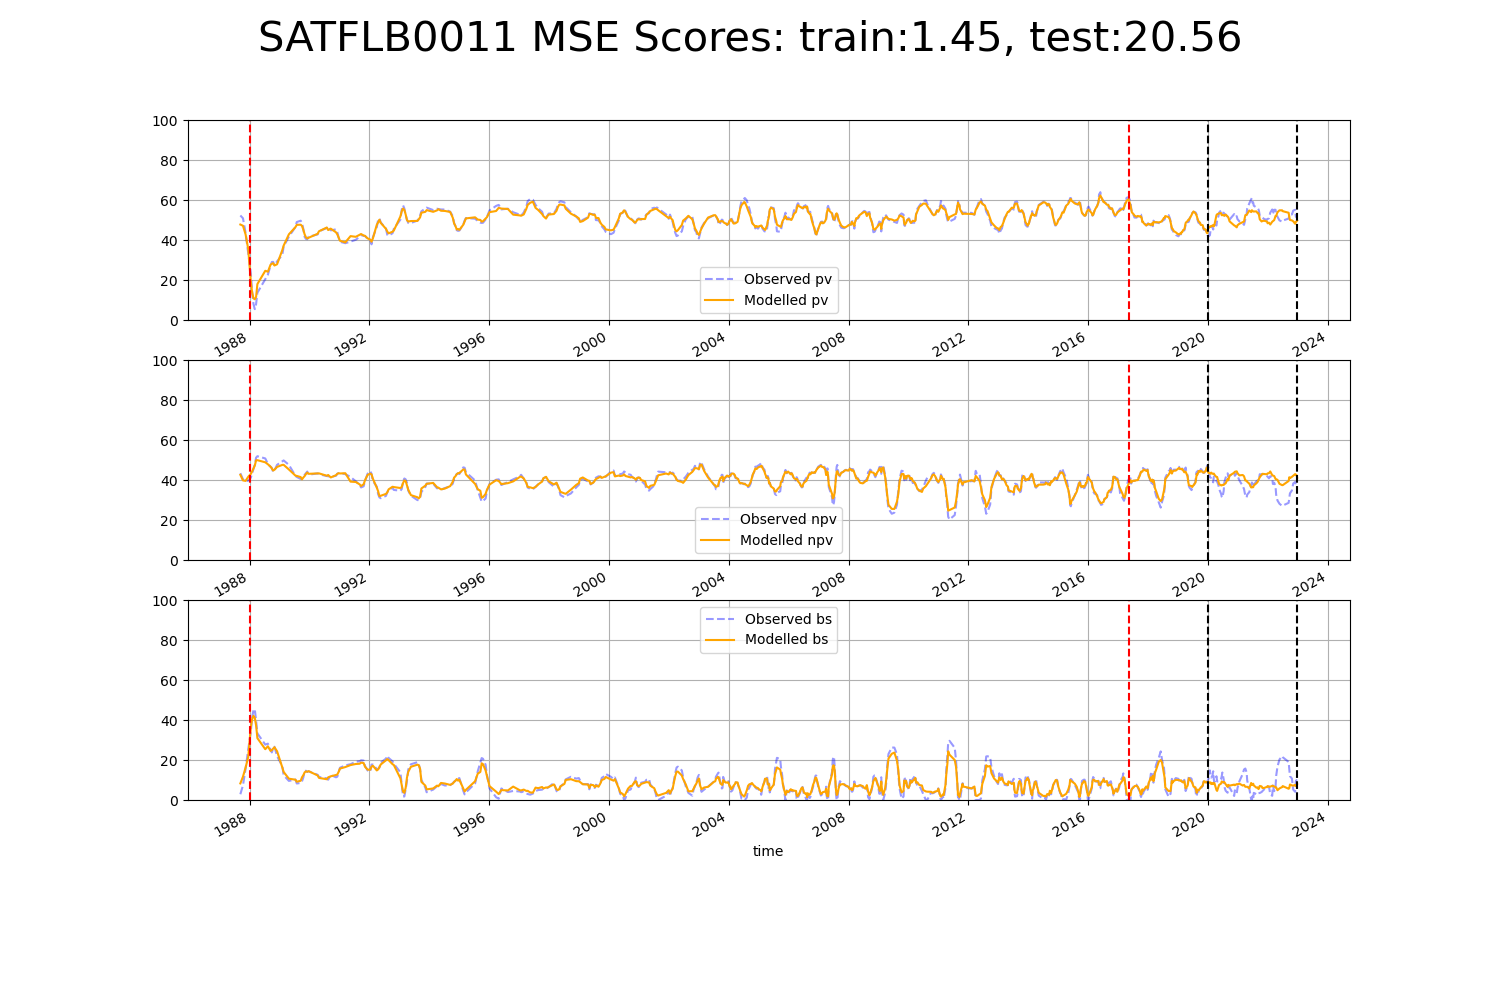 SATFLB0011 MSE Scores: train:1.45, test:20.56
100
80
60
40
20
0
Observed pv
Modelled pv
1988 1992 1996 2000 2004 2008 2012 2016 2020 2024
100
80
60
40
20
0
Observed npv
Modelled npv
1988 1992 1996 2000 2004 2008 2012 2016 2020 2024
100
80
60
40
20
0
Observed bs
Modelled bs
1988 1992 1996 2000 2004 2008 2012 2016 2020 2024
time